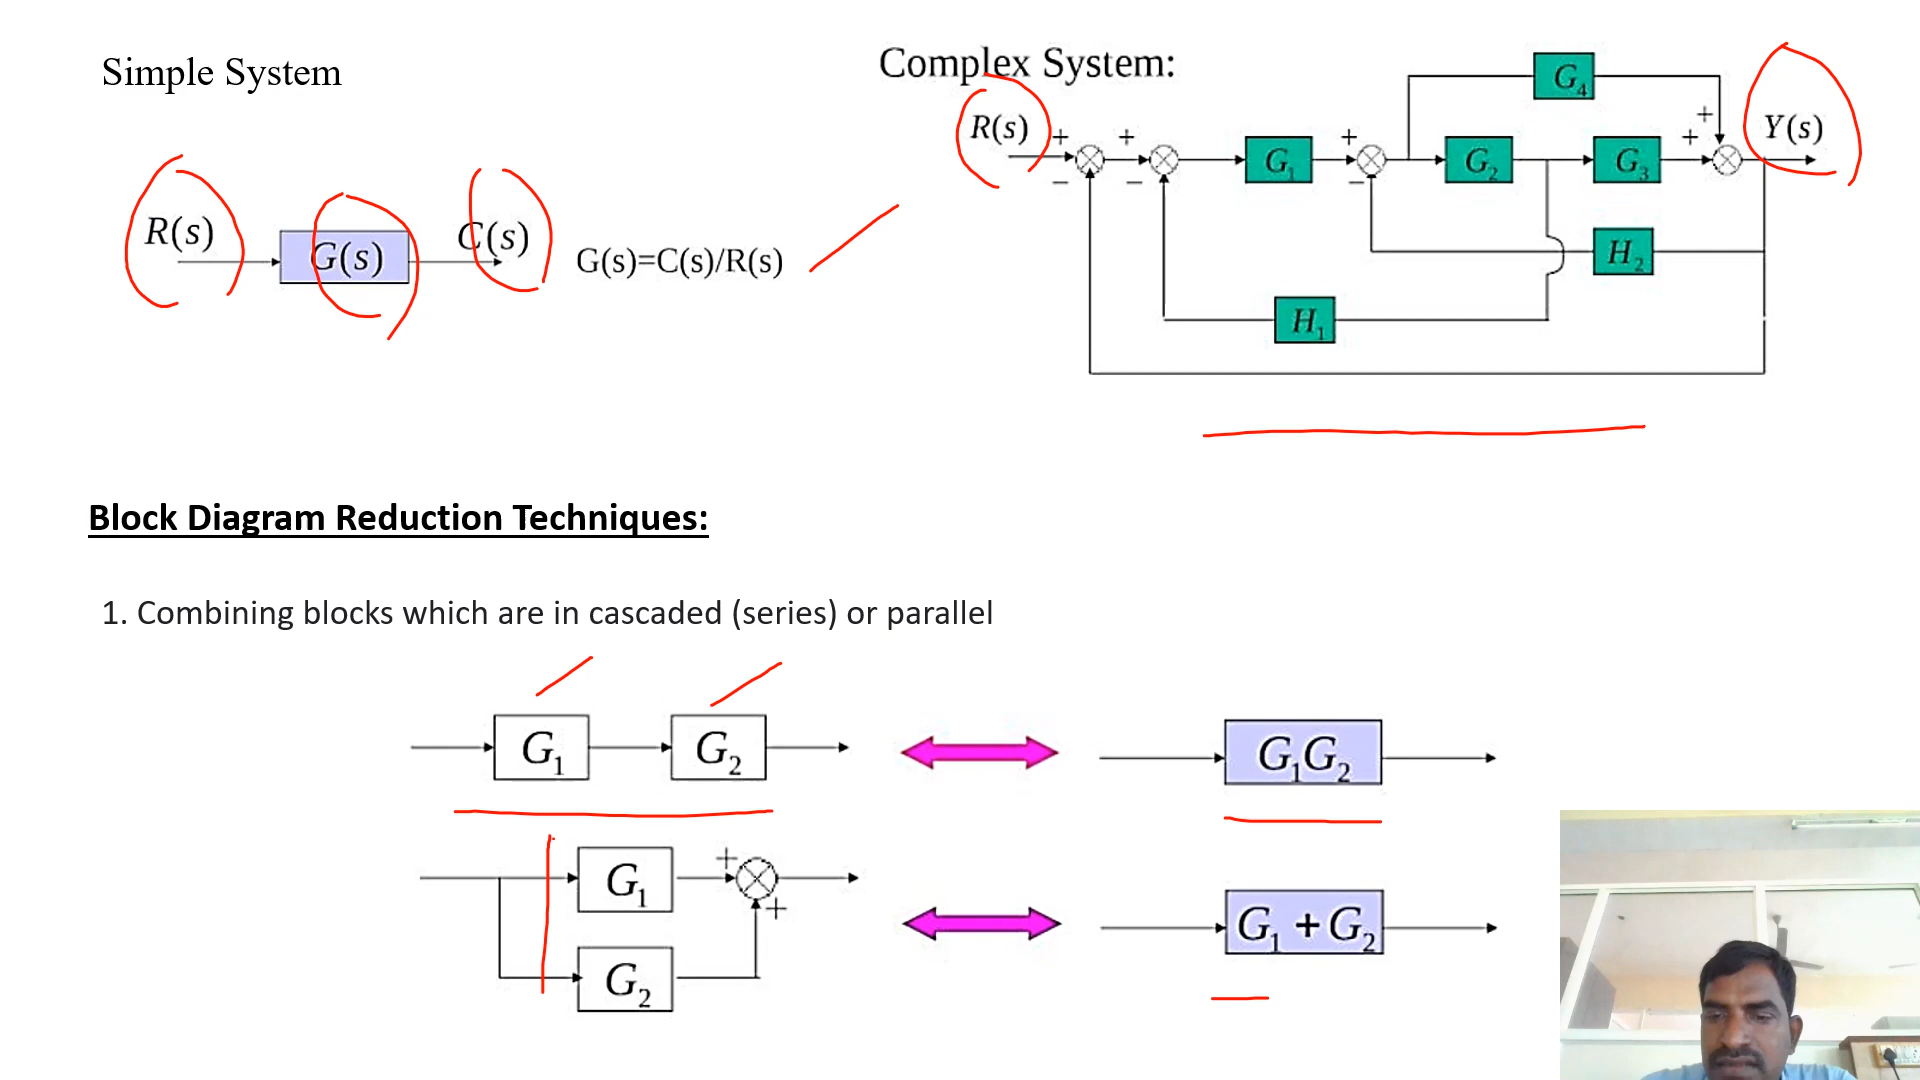 Simple System
R(s)
G(s)
C(s)
G(s)=C(s)/R(s)
Complex System:
R(s)
+
−
+
−
G₁
+
−
G₂
G₃
G₄
+
+
Y(s)
H₂
H₁
Block Diagram Reduction Techniques:
1. Combining blocks which are in cascaded (series) or parallel
G₁
G₂
G₁G₂
G₁
+
+
G₂
G₁ + G₂